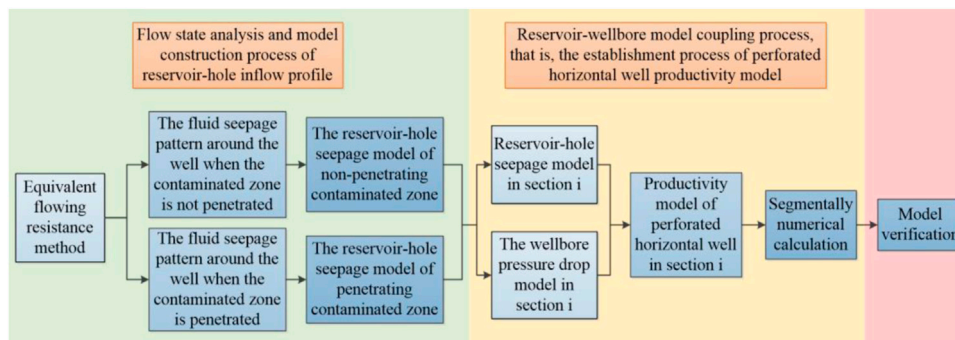 Flow state analysis and model
construction process of
reservoir-hole inflow profile
Reservoir-wellbore model coupling process,
that is, the establishment process of perforated
horizontal well productivity model
Equivalent
flowing
resistance
method
The fluid seepage
pattern around the
well when the
contaminated zone
is not penetrated
The reservoir-hole
seepage model of
non-penetrating
contaminated zone
The fluid seepage
pattern around the
well when the
contaminated zone
is penetrated
The reservoir-hole
seepage model of
penetrating
contaminated zone
Reservoir-hole
seepage model
in section i
The wellbore
pressure drop
model in
section i
Productivity
model of
perforated
horizontal well
in section i
Segmentally
numerical
calculation
Model
verification